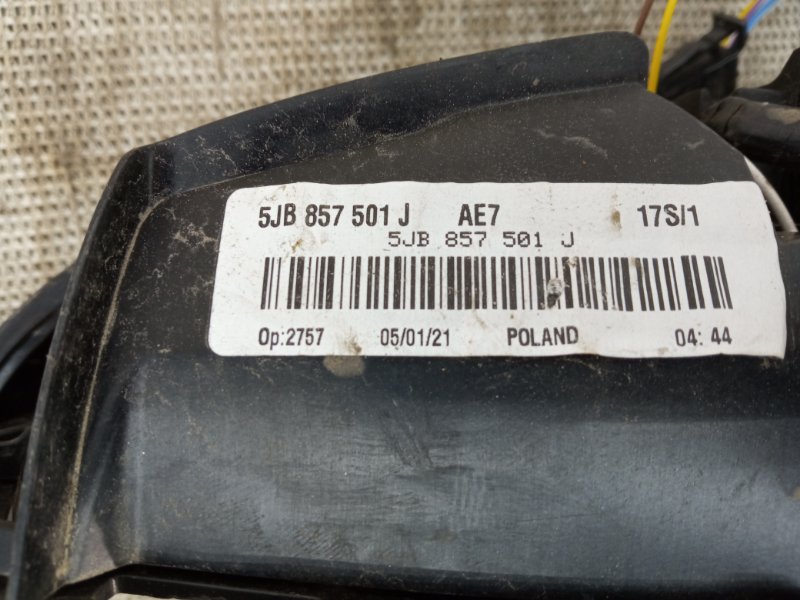 5JB 857 501 J AE7 17S/1
5JB 857 501 J
Op:2757 05/01/21 POLAND 04:44